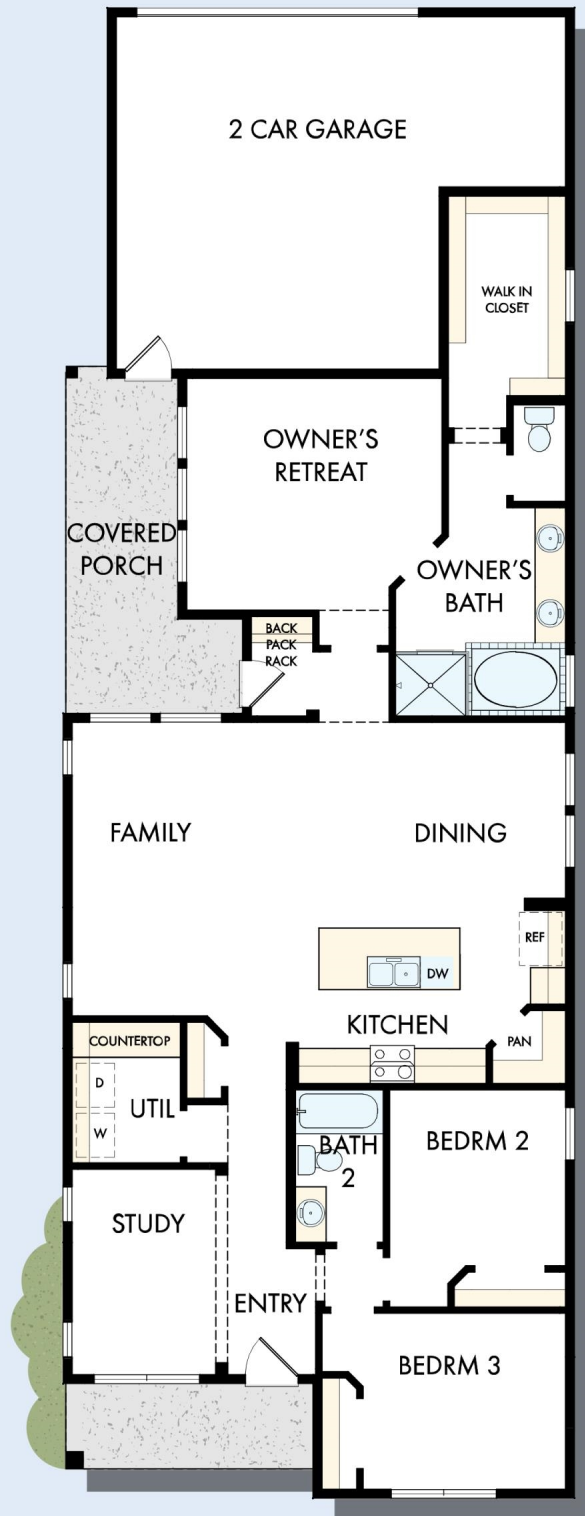 2 CAR GARAGE
WALK IN
CLOSET
OWNER'S
RETREAT
COVERED
PORCH
OWNER'S
BATH
BACK
PACK
RACK
FAMILY
DINING
REF
DW
KITCHEN
PAN
COUNTERTOP
D
UTIL
W
BATH
2
BEDRM 2
STUDY
ENTRY
BEDRM 3